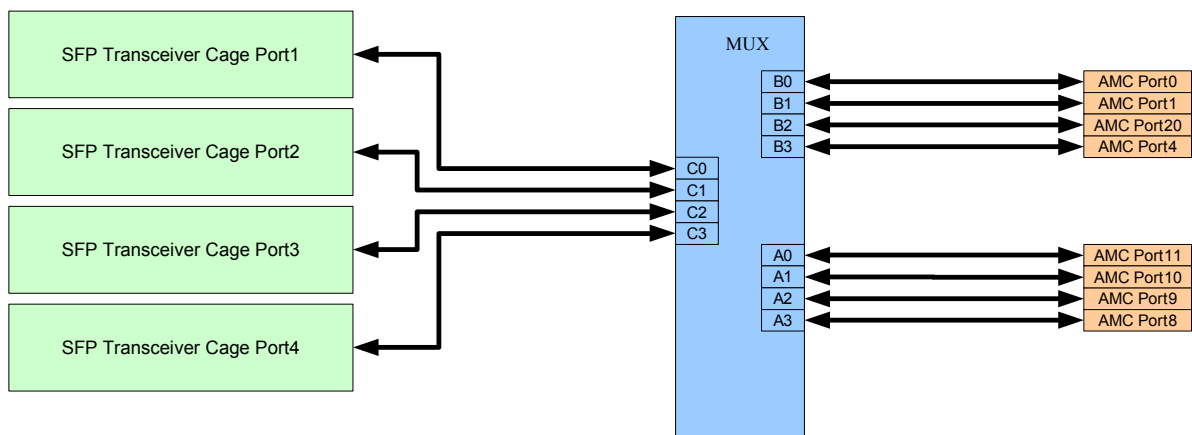 SFP Transceiver Cage Port1
SFP Transceiver Cage Port2
SFP Transceiver Cage Port3
SFP Transceiver Cage Port4
MUX
C0
C1
C2
C3
B0
B1
B2
B3
A0
A1
A2
A3
AMC Port0
AMC Port1
AMC Port20
AMC Port4
AMC Port11
AMC Port10
AMC Port9
AMC Port8